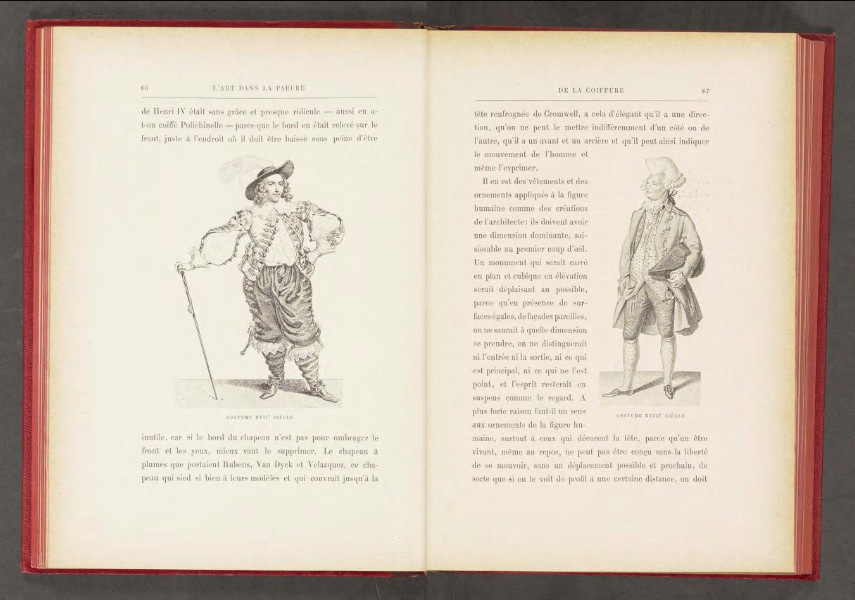 66 L'ART DANS LA PARURE
de Henri IV était sans grâce et presque ridicule — aussi en a-
t-on coiffé Polichinelle — parce que le bord en était relevé sur le
front, juste à l'endroit où il doit être baissé sous peine d'être
COSTUME XVIIe SIÈCLE
inutile, car si le bord du chapeau n'est pas pour ombrager le
front et les yeux, mieux vaut le supprimer. Le chapeau à
plumes que portaient Rubens, Van Dyck et Velazquez, ce cha-
peau qui sied si bien à leurs modèles et qui couvrait jusqu'à la
DE LA COIFFURE 67
tête renfrognée de Cromwell, a cela d'élégant qu'il a une direc-
tion, qu'on ne peut le mettre indifféremment d'un côté ou de
l'autre, qu'il a un avant et un arrière et qu'il peut ainsi indiquer
le mouvement de l'homme et
même l'exprimer.
Il en est des vêtements et des
ornements appliqués à la figure
humaine comme des créations
de l'architecte : ils doivent avoir
une dimension dominante, sai-
sissable au premier coup d'œil.
Un monument qui serait carré
en plan et cubique en élévation
serait déplaisant au possible,
parce qu'en présence de sur-
faces égales, de façades pareilles,
on ne saurait à quelle dimension
se prendre, on ne distinguerait
ni l'entrée ni la sortie, ni ce qui
est principal, ni ce qui ne l'est
point, et l'esprit resterait en
suspens comme le regard. A
plus forte raison faut-il un sens
aux ornements de la figure hu-
COSTUME XVIIIe SIÈCLE
maine, surtout à ceux qui décorent la tête, parce qu'un être
vivant, même au repos, ne peut pas être conçu sans la liberté
de se mouvoir, sans un déplacement possible et prochain, de
sorte que si on le voit de profil à une certaine distance, on doit